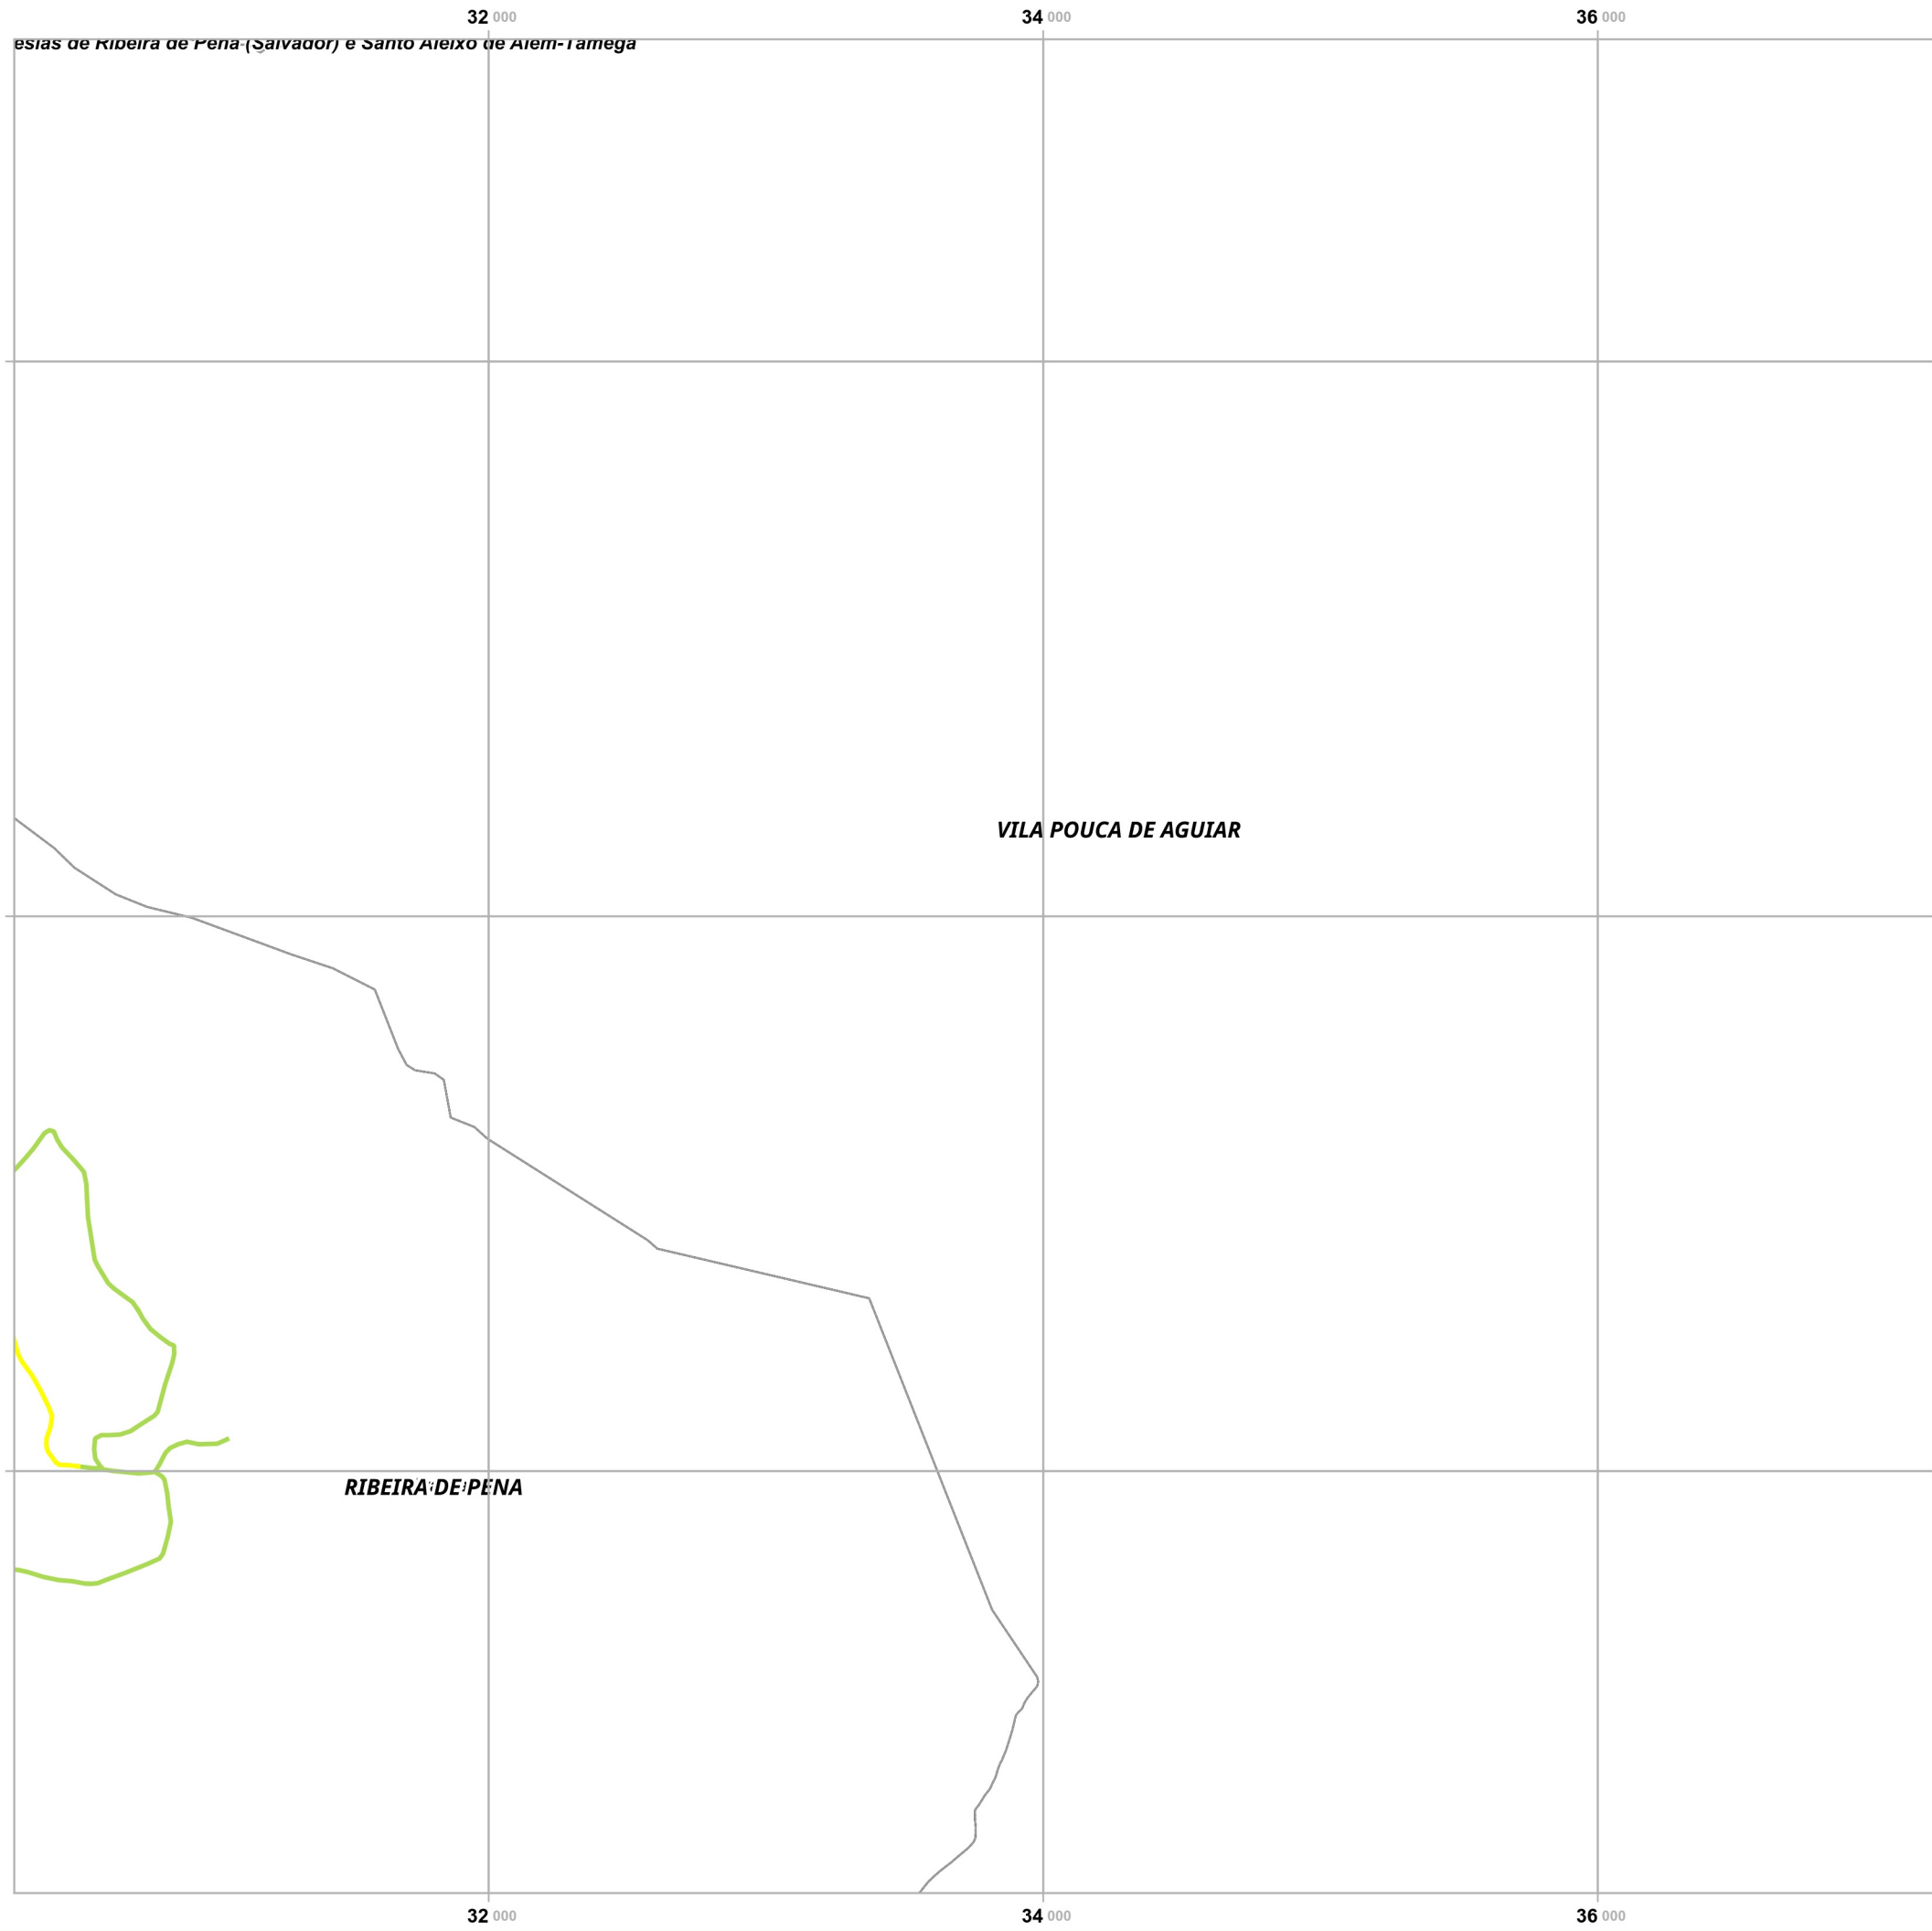 32 000 34 000 36 000
esias de Ribeira de Pena (Salvador) e Santo Aleixo de Além-Tâmega
VILA POUCA DE AGUIAR
RIBEIRA DE PENA
32 000 34 000 36 000